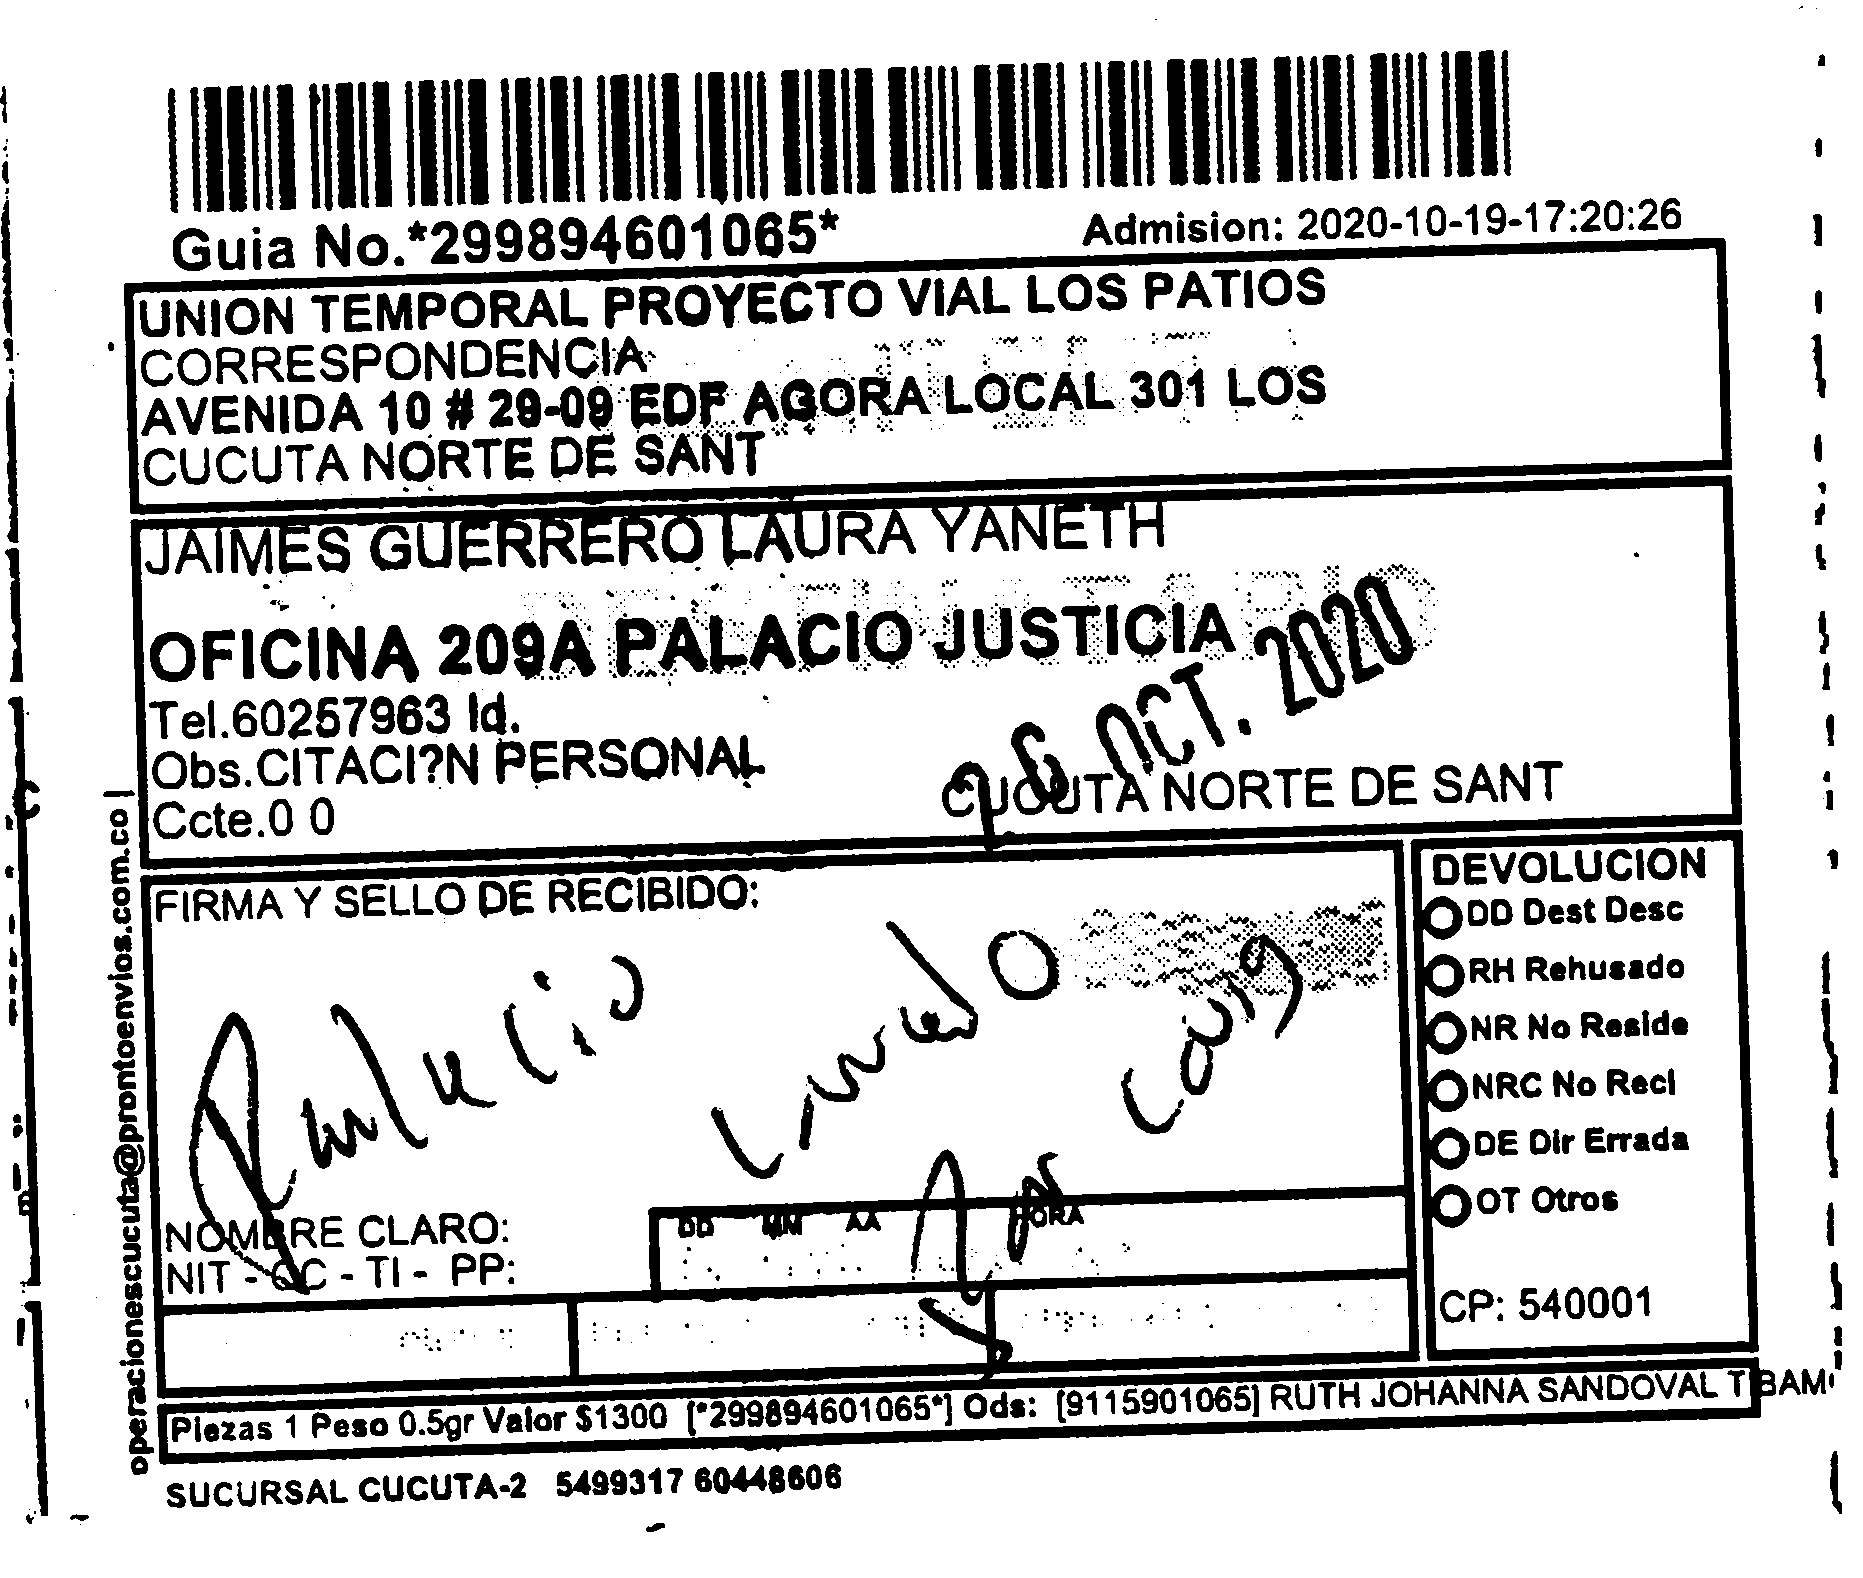 Guia No.*299894601065*
Admision: 2020-10-19-17:20:26
UNION TEMPORAL PROYECTO VIAL LOS PATIOS
CORRESPONDENCIA
AVENIDA 10 # 29-09 EDF AGORA LOCAL 301 LOS
CUCUTA NORTE DE SANT
JAIMES GUERRERO LAURA YANETH
OFICINA 209A PALACIO JUSTICIA
Tel.60257963 Id.
Obs.CITACI?N PERSONAL
26 OCT. 2020
CUCUTA NORTE DE SANT
Ccte.0 0
operacionescucuta@prontoenvios.com.co |
FIRMA Y SELLO DE RECIBIDO:
Palacio
NOMBRE CLARO:
NIT - CC - TI - PP:
DD MM AA HORA
DEVOLUCION
DD Dest Desc
RH Rehusado
NR No Reside
NRC No Recl
DE Dir Errada
OT Otros
CP: 540001
Piezas 1 Peso 0.5gr Valor $1300 [*299894601065*] Ods: [9115901065] RUTH JOHANNA SANDOVAL TIBAM
SUCURSAL CUCUTA-2 5499317 60448606